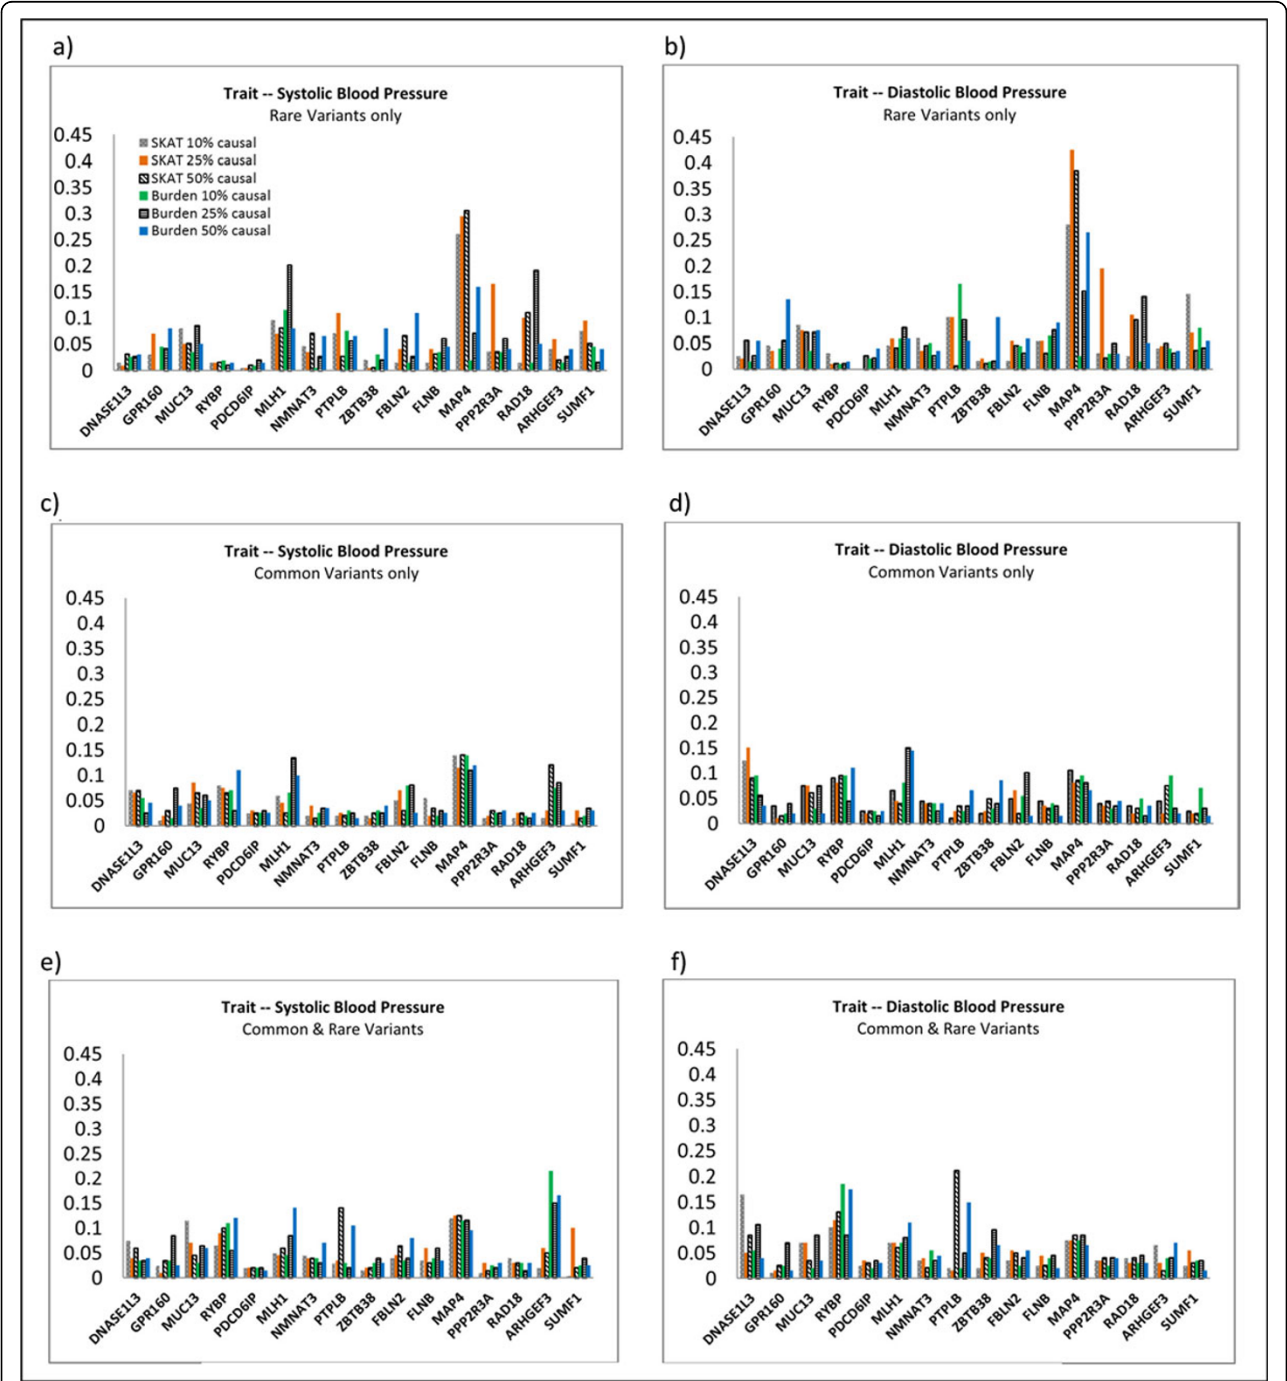 a)
Trait -- Systolic Blood Pressure
Rare Variants only
0.45
0.4
0.35
0.3
0.25
0.2
0.15
0.1
0.05
0
SKAT 10% causal
SKAT 25% causal
SKAT 50% causal
Burden 10% causal
Burden 25% causal
Burden 50% causal
DNASE1L3
GPR160
MUC13
RYBP
PDCD6IP
MLH1
NMNAT3
PTPLB
ZBTB38
FBLN2
FLNB
MAP4
PPP2R3A
RAD18
ARHGEF3
SUMF1
b)
Trait -- Diastolic Blood Pressure
Rare Variants only
0.45
0.4
0.35
0.3
0.25
0.2
0.15
0.1
0.05
0
DNASE1L3
GPR160
MUC13
RYBP
PDCD6IP
MLH1
NMNAT3
PTPLB
ZBTB38
FBLN2
FLNB
MAP4
PPP2R3A
RAD18
ARHGEF3
SUMF1
c)
Trait -- Systolic Blood Pressure
Common Variants only
0.45
0.4
0.35
0.3
0.25
0.2
0.15
0.1
0.05
0
DNASE1L3
GPR160
MUC13
RYBP
PDCD6IP
MLH1
NMNAT3
PTPLB
ZBTB38
FBLN2
FLNB
MAP4
PPP2R3A
RAD18
ARHGEF3
SUMF1
d)
Trait -- Diastolic Blood Pressure
Common Variants only
0.45
0.4
0.35
0.3
0.25
0.2
0.15
0.1
0.05
0
DNASE1L3
GPR160
MUC13
RYBP
PDCD6IP
MLH1
NMNAT3
PTPLB
ZBTB38
FBLN2
FLNB
MAP4
PPP2R3A
RAD18
ARHGEF3
SUMF1
e)
Trait -- Systolic Blood Pressure
Common & Rare Variants
0.45
0.4
0.35
0.3
0.25
0.2
0.15
0.1
0.05
0
DNASE1L3
GPR160
MUC13
RYBP
PDCD6IP
MLH1
NMNAT3
PTPLB
ZBTB38
FBLN2
FLNB
MAP4
PPP2R3A
RAD18
ARHGEF3
SUMF1
f)
Trait -- Diastolic Blood Pressure
Common & Rare Variants
0.45
0.4
0.35
0.3
0.25
0.2
0.15
0.1
0.05
0
DNASE1L3
GPR160
MUC13
RYBP
PDCD6IP
MLH1
NMNAT3
PTPLB
ZBTB38
FBLN2
FLNB
MAP4
PPP2R3A
RAD18
ARHGEF3
SUMF1